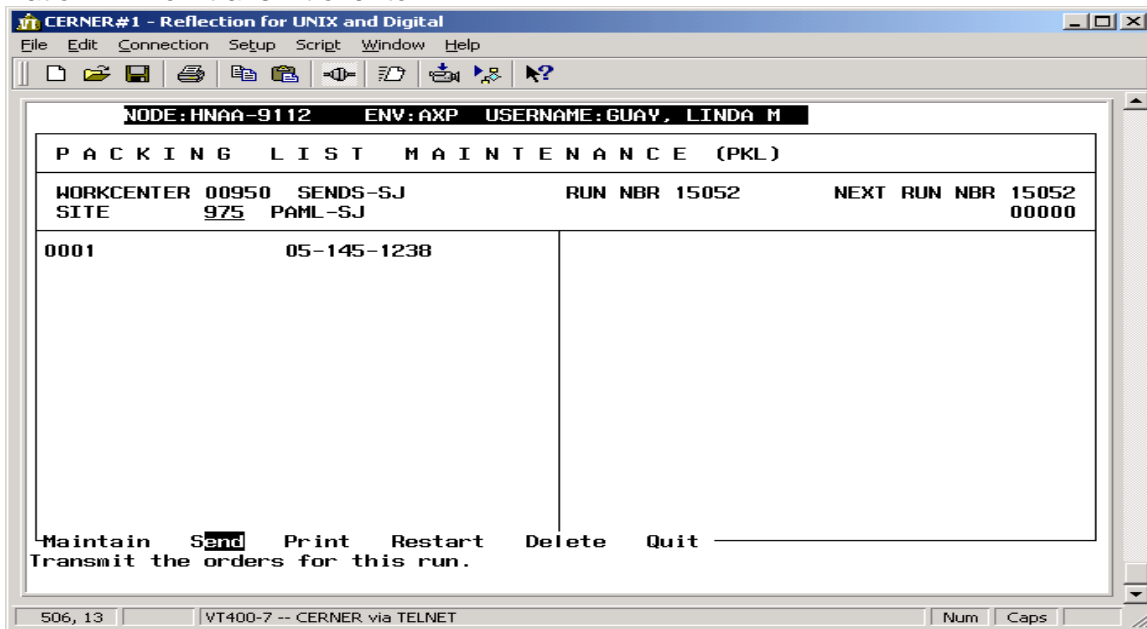 CERNER#1 - Reflection for UNIX and Digital
File Edit Connection Setup Script Window Help
NODE:HNAA-9112 ENV:AXP USERNAME:GUAY, LINDA M
PACKING LIST MAINTENANCE (PKL)
WORKCENTER 00950 SENDS-SJ RUN NBR 15052 NEXT RUN NBR 15052
SITE 975 PAML-SJ 00000
0001 05-145-1238
Maintain Send Print Restart Delete Quit
Transmit the orders for this run.
506, 13 VT400-7 -- CERNER via TELNET Num Caps